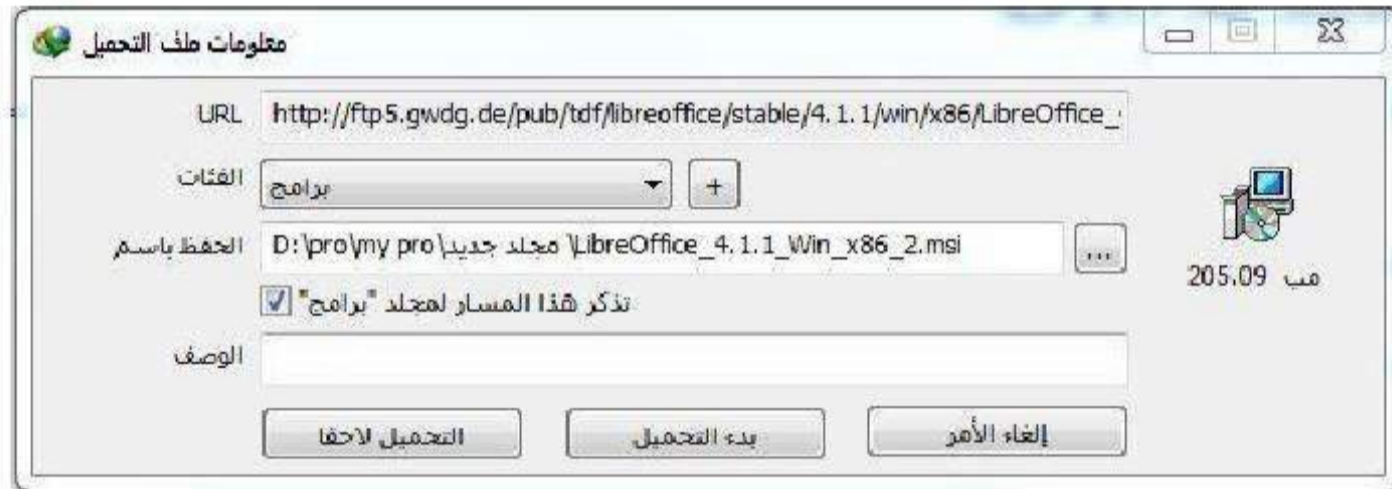 معلومات ملف التحميل
URL http://ftp5.gwdg.de/pub/tdf/libreoffice/stable/4.1.1/win/x86/LibreOffice_
الفئات برامج +
الحفظ باسم D:\pro\my pro\مجلد جديد\LibreOffice_4.1.1_Win_x86_2.msi ...
205.09 مب
تذكر هذا المسار لمجلد "برامج"
الوصف
التحميل لاحقا بدء التحميل إلغاء الأمر